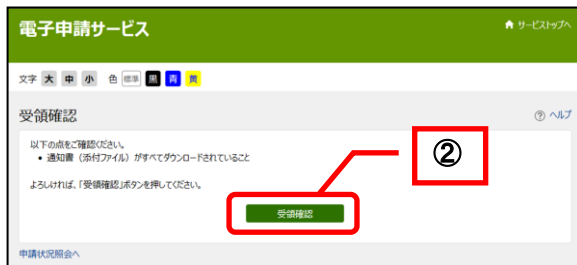 電子申請サービス
サービストップへ
文字 大 中 小 色 標準 黒 青 黄
受領確認
ヘルプ
以下の点をご確認ください。
• 通知書（添付ファイル）がすべてダウンロードされていること
②
よろしければ、「受領確認」ボタンを押してください。
受領確認
申請状況照会へ